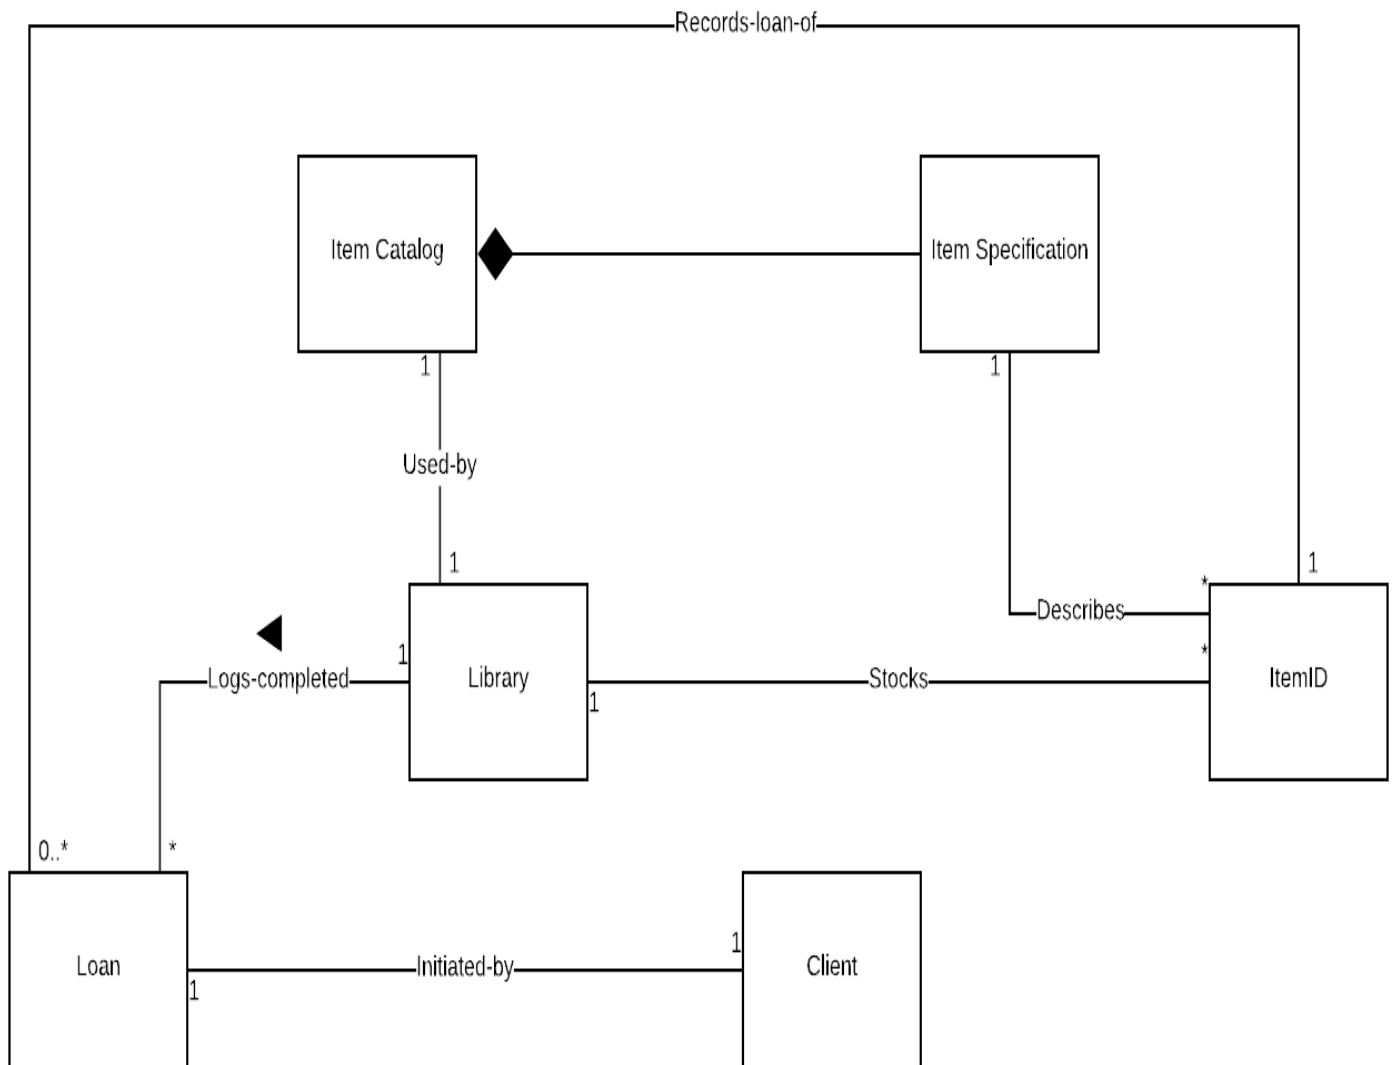 Records-loan-of
Item Catalog
Item Specification
1
1
Used-by
1
1
*
Describes
1
*
Logs-completed
Library
Stocks
ItemID
1
0..*
*
1
Loan
Initiated-by
Client
1